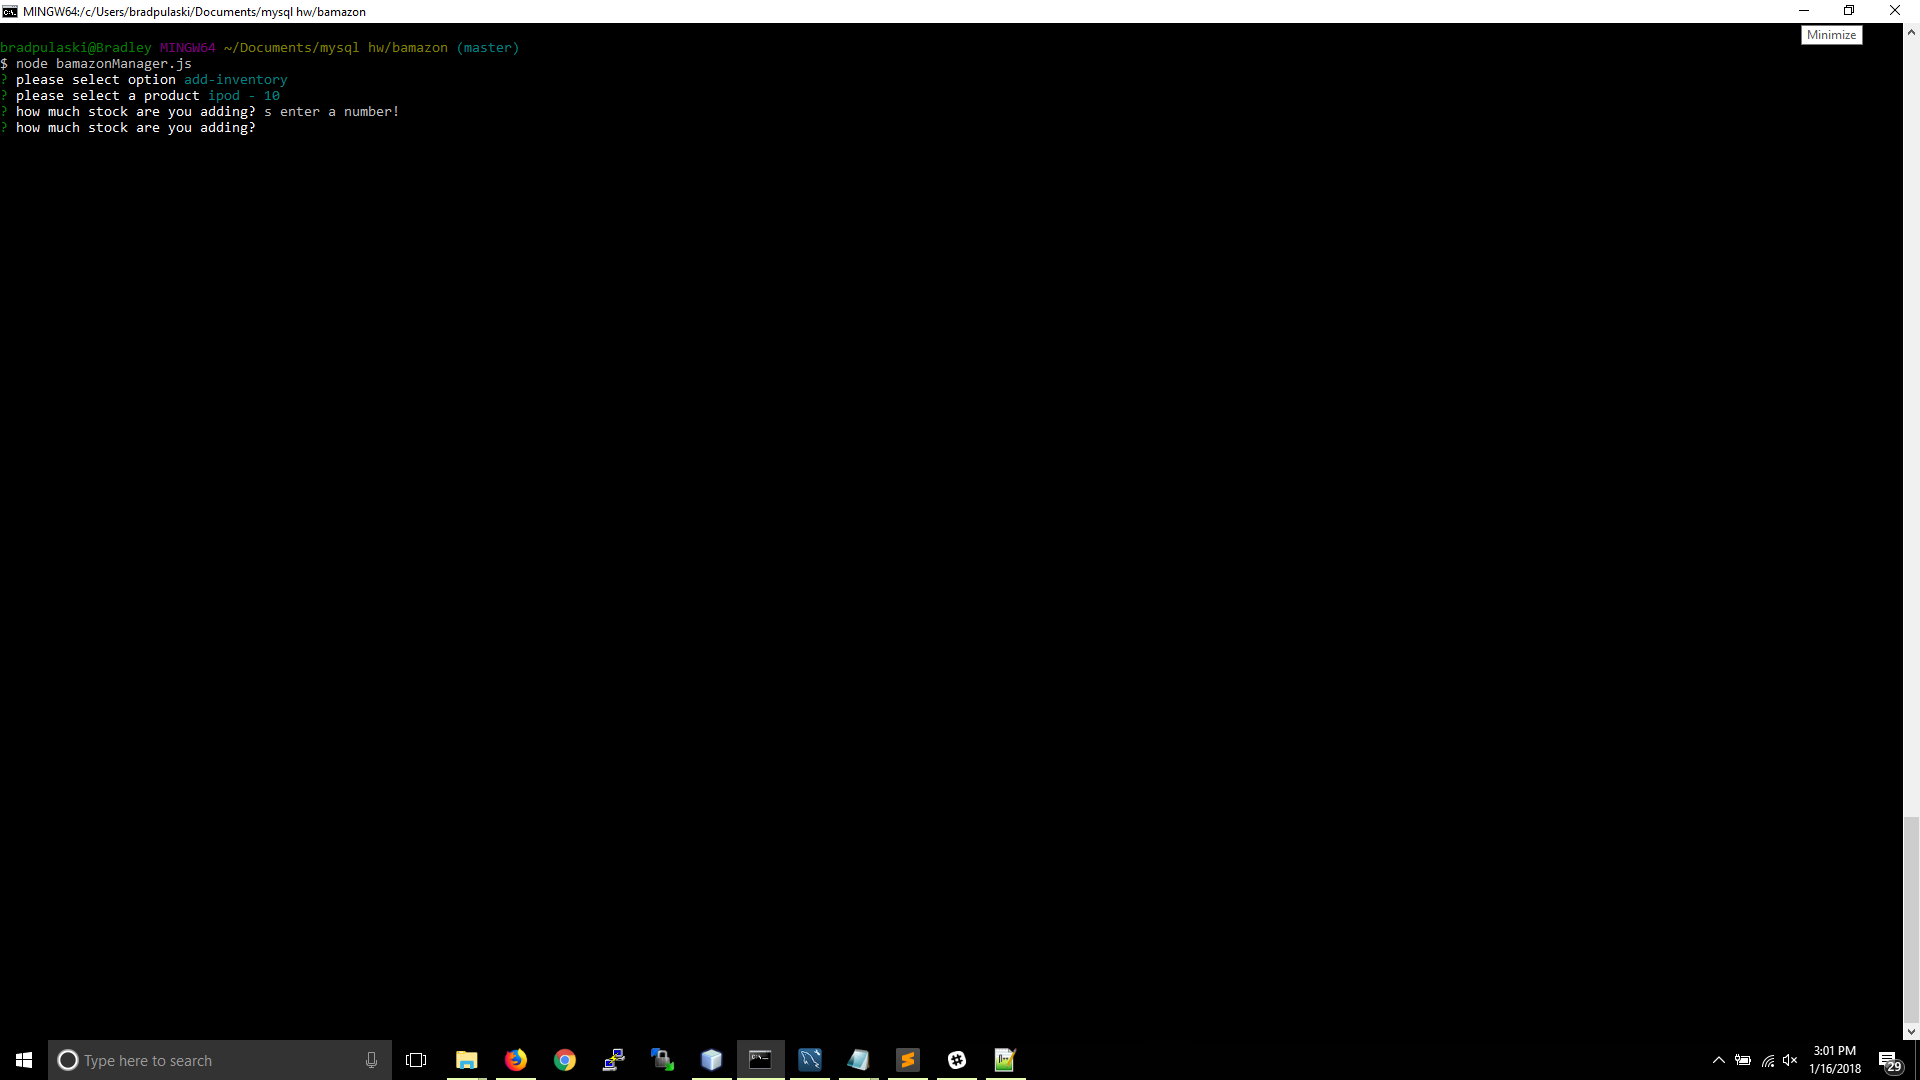 MINGW64:/c/Users/bradpulaski/Documents/mysql hw/bamazon
Minimize
bradpulaski@Bradley MINGW64 ~/Documents/mysql hw/bamazon (master)
$ node bamazonManager.js
? please select option add-inventory
? please select a product ipod - 10
? how much stock are you adding? s enter a number!
? how much stock are you adding?
Type here to search
3:01 PM
1/16/2018
29